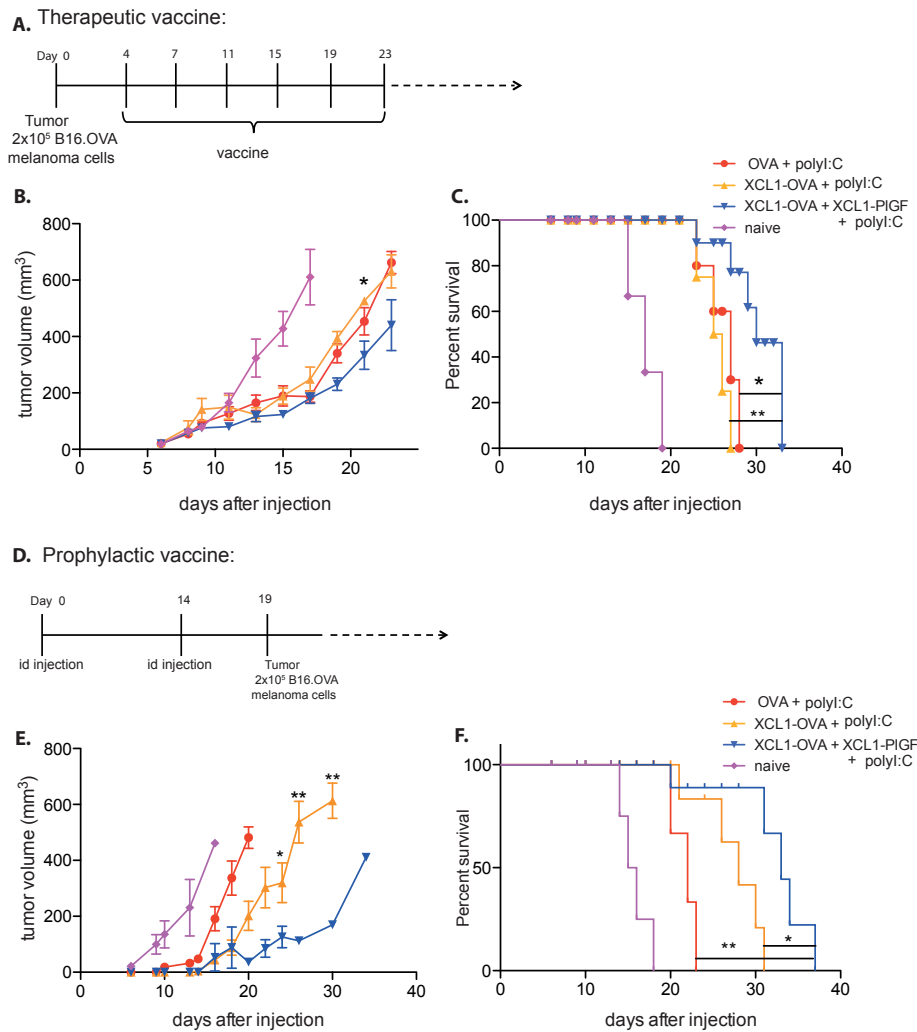 A. Therapeutic vaccine:
Day 0 4 7 11 15 19 23
Tumor
2x10⁵ B16.OVA
melanoma cells
vaccine
B.
tumor volume (mm³)
800
600
400
200
0
0 5 10 15 20
days after injection
*
C.
OVA + polyI:C
XCL1-OVA + polyI:C
XCL1-OVA + XCL1-PlGF
+ polyI:C
naive
Percent survival
100
80
60
40
20
0
0 10 20 30 40
days after injection
*
**
D. Prophylactic vaccine:
Day 0 14 19
id injection
id injection
Tumor
2x10⁵ B16.OVA
melanoma cells
E.
tumor volume (mm³)
800
600
400
200
0
0 10 20 30 40
days after injection
* ** **
F.
OVA + polyI:C
XCL1-OVA + polyI:C
XCL1-OVA + XCL1-PlGF
+ polyI:C
naive
Percent survival
100
50
0
0 10 20 30 40
days after injection
** *